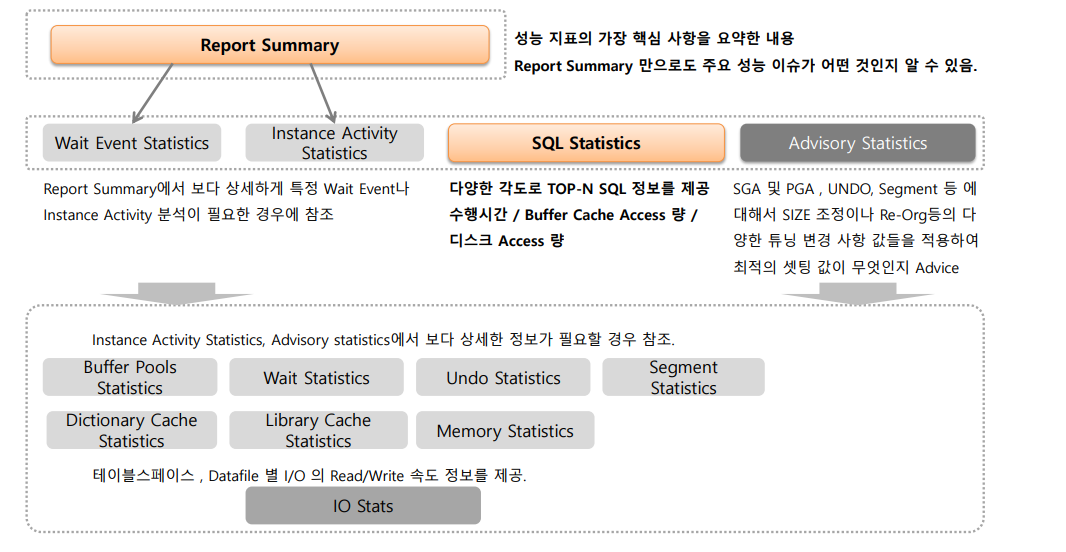 Report Summary
성능 지표의 가장 핵심 사항을 요약한 내용
Report Summary 만으로도 주요 성능 이슈가 어떤 것인지 알 수 있음.
Wait Event Statistics
Instance Activity
Statistics
SQL Statistics
Advisory Statistics
Report Summary에서 보다 상세하게 특정 Wait Event나
Instance Activity 분석이 필요한 경우에 참조
다양한 각도로 TOP-N SQL 정보를 제공
수행시간 / Buffer Cache Access 량 /
디스크 Access 량
SGA 및 PGA , UNDO, Segment 등 에
대해서 SIZE 조정이나 Re-Org등의 다
양한 튜닝 변경 사항 값들을 적용하여
최적의 셋팅 값이 무엇인지 Advice
Instance Activity Statistics, Advisory statistics에서 보다 상세한 정보가 필요할 경우 참조.
Buffer Pools
Statistics
Wait Statistics
Undo Statistics
Segment
Statistics
Dictionary Cache
Statistics
Library Cache
Statistics
Memory Statistics
테이블스페이스 , Datafile 별 I/O 의 Read/Write 속도 정보를 제공.
IO Stats